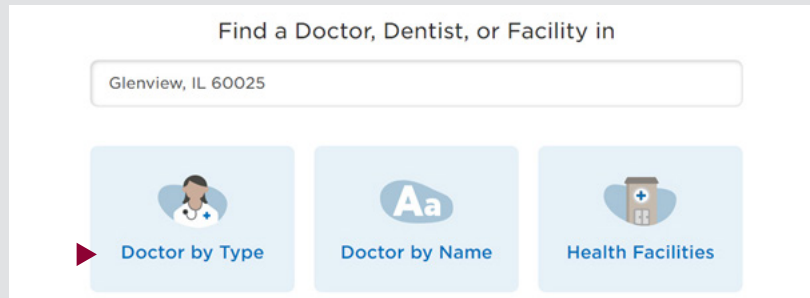 Find a Doctor, Dentist, or Facility in
Glenview, IL 60025
Aa
Doctor by Type
Doctor by Name
Health Facilities